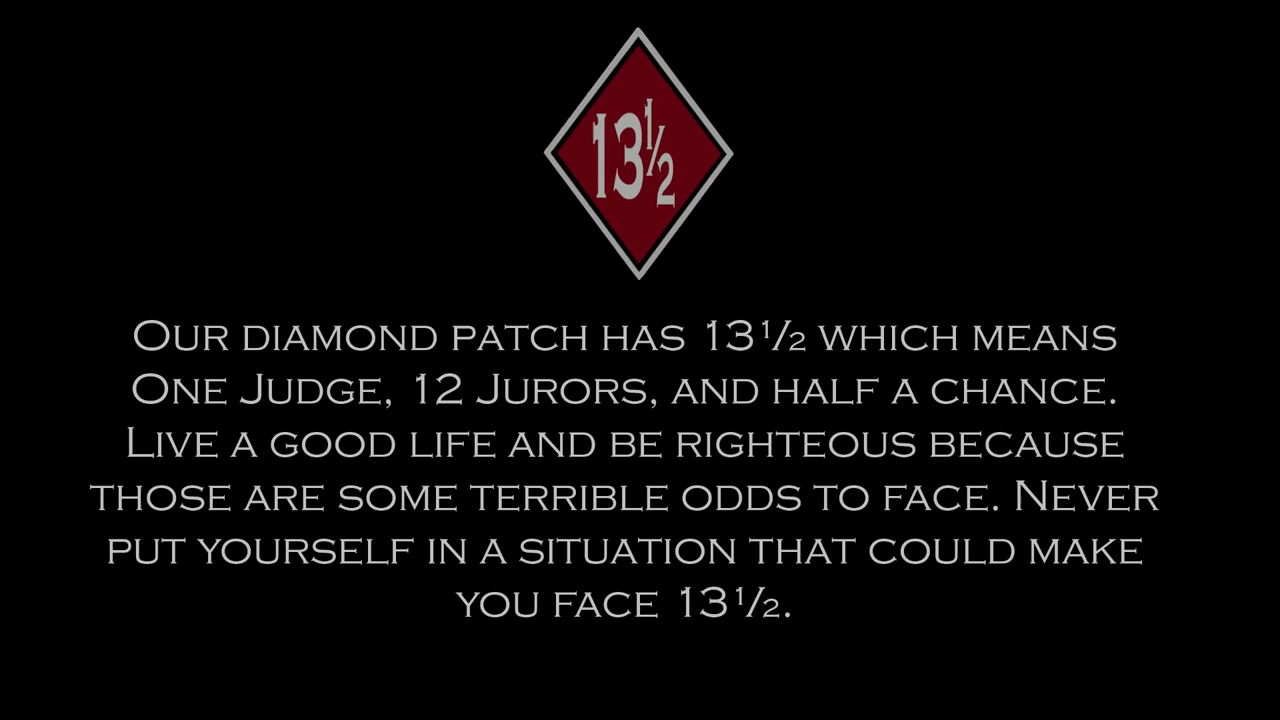 13½
Our diamond patch has 13½ which means
One Judge, 12 Jurors, and half a chance.
Live a good life and be righteous because
those are some terrible odds to face. Never
put yourself in a situation that could make
you face 13½.